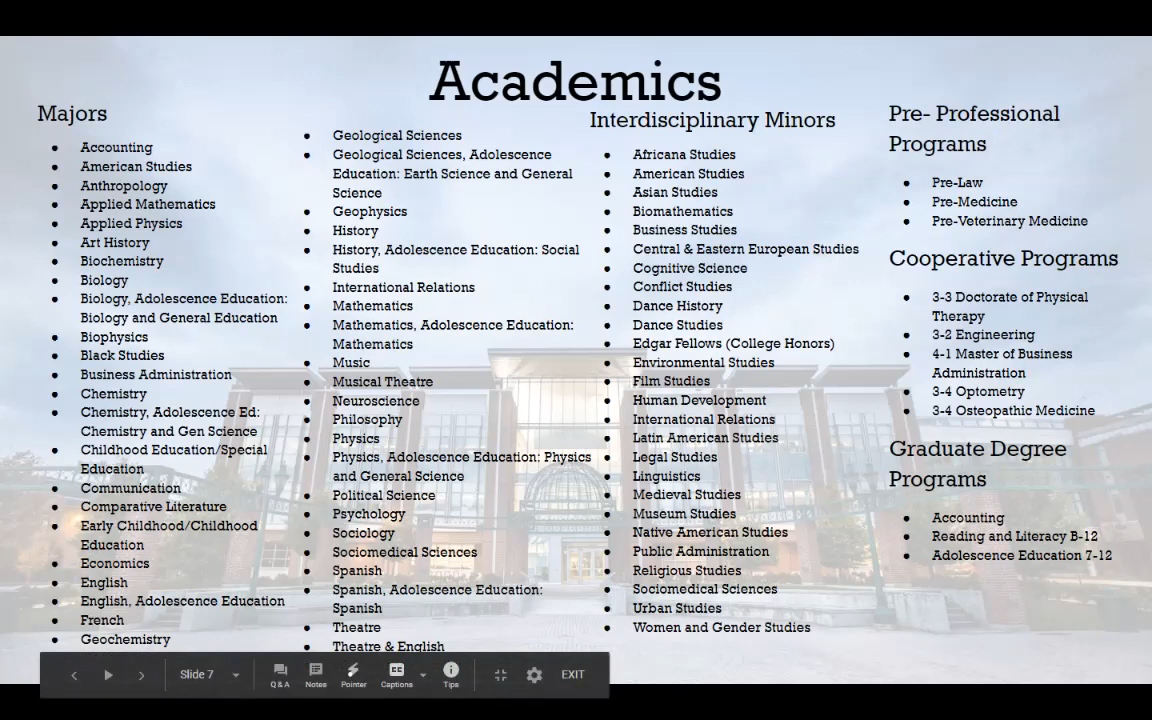 Academics
Majors
Accounting
American Studies
Anthropology
Applied Mathematics
Applied Physics
Art History
Biochemistry
Biology
Biology, Adolescence Education:
Biology and General Education
Biophysics
Black Studies
Business Administration
Chemistry
Chemistry, Adolescence Ed:
Chemistry and Gen Science
Childhood Education/Special
Education
Communication
Comparative Literature
Early Childhood/Childhood
Education
Economics
English
English, Adolescence Education
French
Geochemistry
Geological Sciences
Geological Sciences, Adolescence
Education: Earth Science and General
Science
Geophysics
History
History, Adolescence Education: Social
Studies
International Relations
Mathematics
Mathematics, Adolescence Education:
Mathematics
Music
Musical Theatre
Neuroscience
Philosophy
Physics
Physics, Adolescence Education: Physics
and General Science
Political Science
Psychology
Sociology
Sociomedical Sciences
Spanish
Spanish, Adolescence Education:
Spanish
Theatre
Theatre & English
Interdisciplinary Minors
Africana Studies
American Studies
Asian Studies
Biomathematics
Business Studies
Central & Eastern European Studies
Cognitive Science
Conflict Studies
Dance History
Dance Studies
Edgar Fellows (College Honors)
Environmental Studies
Film Studies
Human Development
International Relations
Latin American Studies
Legal Studies
Linguistics
Medieval Studies
Museum Studies
Native American Studies
Public Administration
Religious Studies
Sociomedical Sciences
Urban Studies
Women and Gender Studies
Pre- Professional
Programs
Pre-Law
Pre-Medicine
Pre-Veterinary Medicine
Cooperative Programs
3-3 Doctorate of Physical
Therapy
3-2 Engineering
4-1 Master of Business
Administration
3-4 Optometry
3-4 Osteopathic Medicine
Graduate Degree
Programs
Accounting
Reading and Literacy B-12
Adolescence Education 7-12
Slide 7
Q & A
Notes
Pointer
CC
Captions
Tips
EXIT